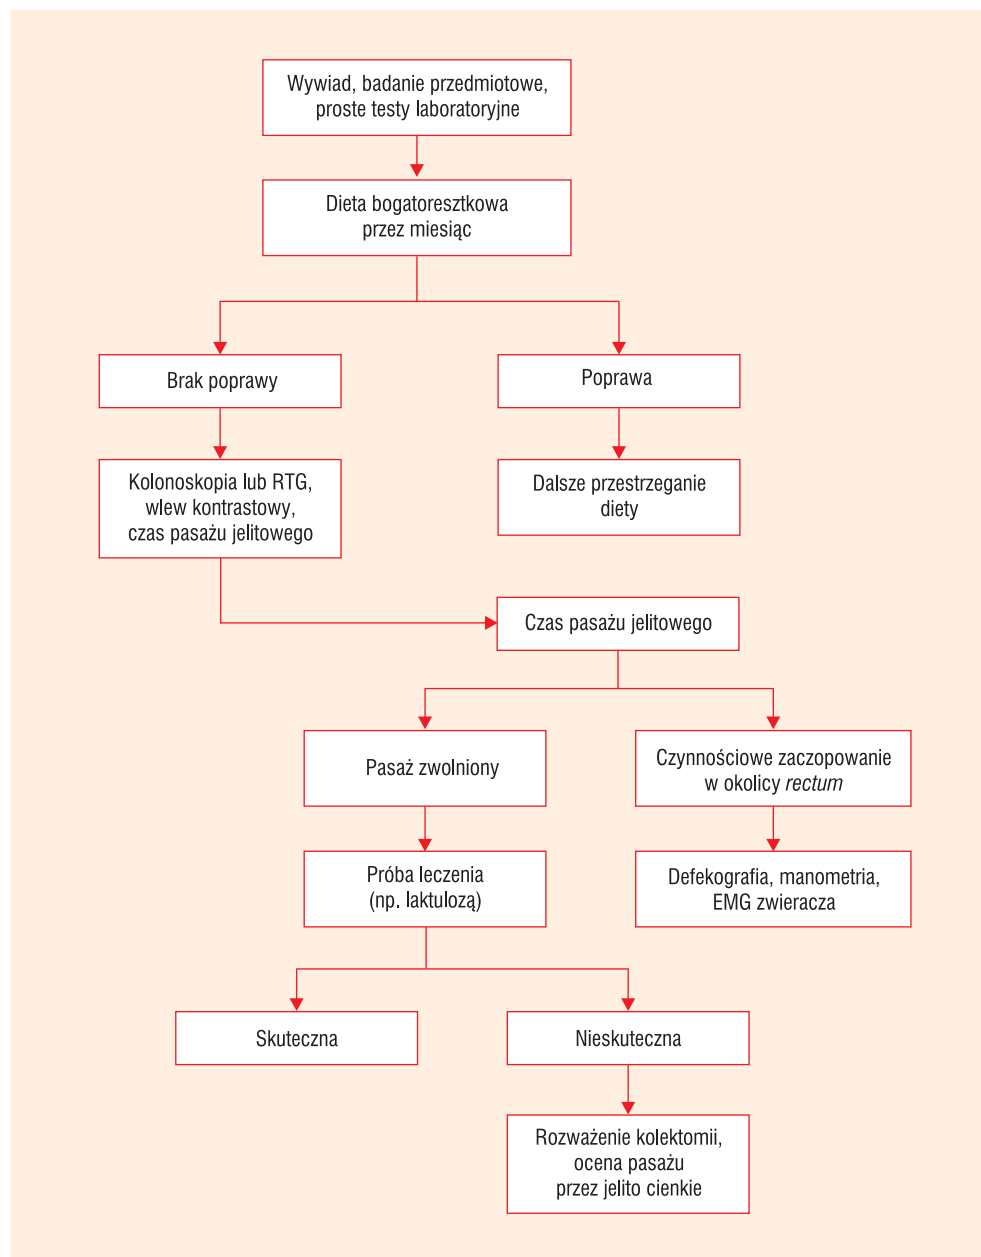 Wywiad, badanie przedmiotowe,
proste testy laboratoryjne
Dieta bogatoresztkowa
przez miesiąc
Brak poprawy
Poprawa
Kolonoskopia lub RTG,
wlew kontrastowy,
czas pasażu jelitowego
Dalsze przestrzeganie
diety
Czas pasażu jelitowego
Pasaż zwolniony
Czynnościowe zaczopowanie
w okolicy rectum
Próba leczenia
(np. laktulozą)
Defekografia, manometria,
EMG zwieracza
Skuteczna
Nieskuteczna
Rozważenie kolektomii,
ocena pasażu
przez jelito cienkie